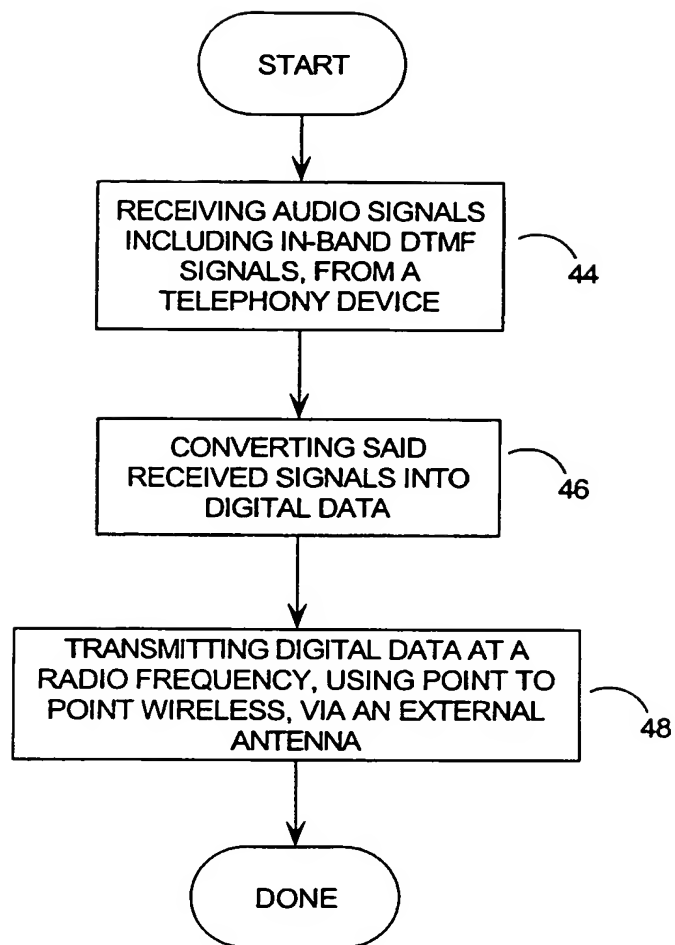 START
RECEIVING AUDIO SIGNALS
INCLUDING IN-BAND DTMF
SIGNALS, FROM A
TELEPHONY DEVICE
44
CONVERTING SAID
RECEIVED SIGNALS INTO
DIGITAL DATA
46
TRANSMITTING DIGITAL DATA AT A
RADIO FREQUENCY, USING POINT TO
POINT WIRELESS, VIA AN EXTERNAL
ANTENNA
48
DONE